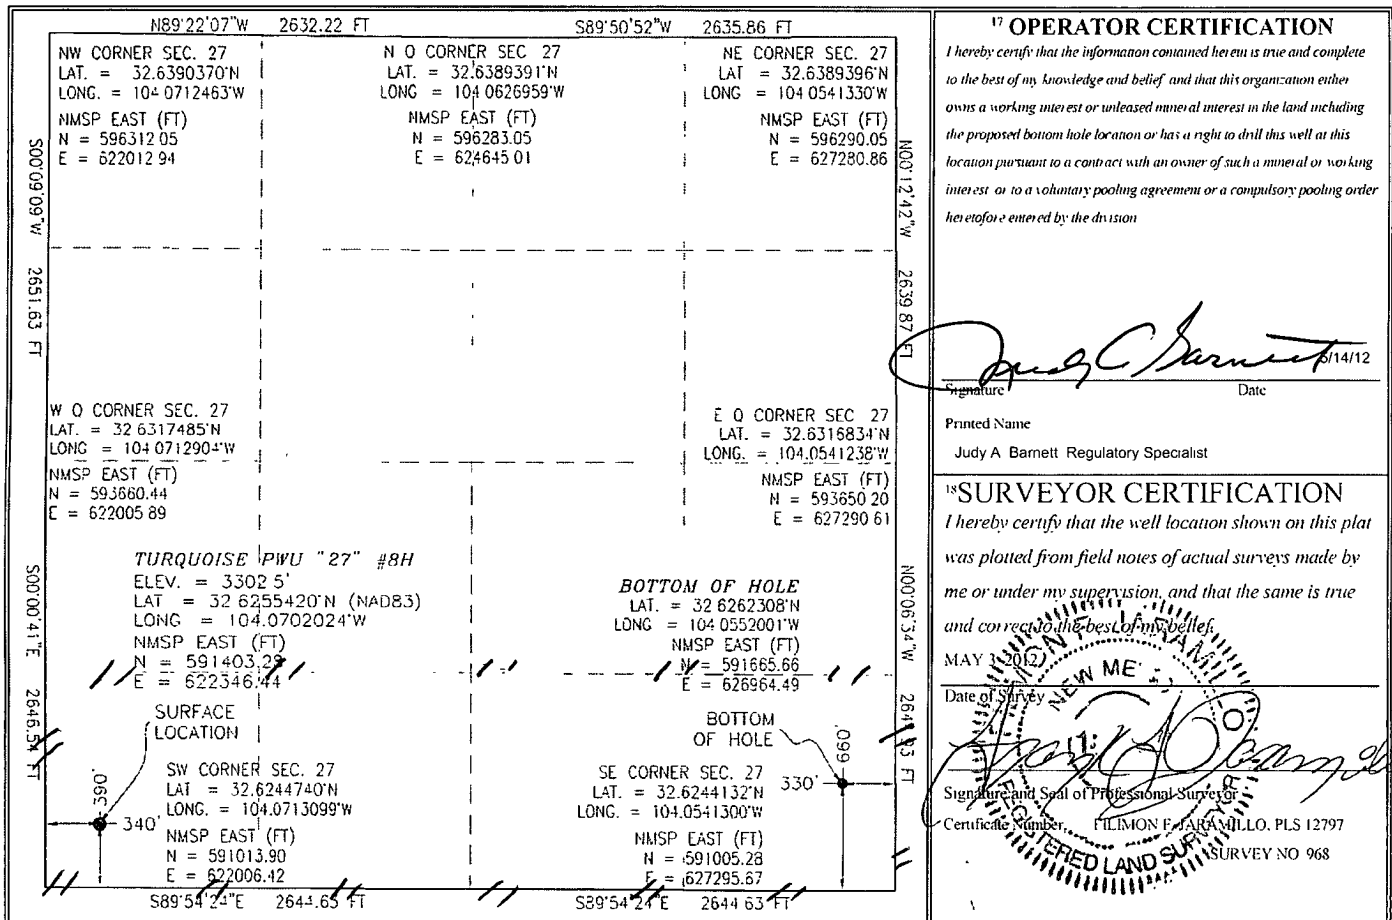 N89°22'07"W 2632.22 FT
S89°50'52"W 2635.86 FT
NW CORNER SEC. 27
LAT. = 32.6390370°N
LONG. = 104.0712463°W
NMSP EAST (FT)
N = 596312 05
E = 622012 94
N Q CORNER SEC 27
LAT. = 32.6389391°N
LONG = 104 0626959°W
NMSP EAST (FT)
N = 596283.05
E = 624645 01
NE CORNER SEC. 27
LAT = 32.6389396°N
LONG = 104 0541330°W
NMSP EAST (FT)
N = 596290.05
E = 627280.86
S00°09'09"W 2651.63 FT
N00°12'42"W 2639.87 FT
W Q CORNER SEC. 27
LAT. = 32 6317485°N
LONG = 104 0712904°W
NMSP EAST (FT)
N = 593660.44
E = 622005 89
E Q CORNER SEC 27
LAT. = 32.6316834°N
LONG. = 104.0541238°W
NMSP EAST (FT)
N = 593650 20
E = 627290 61
TURQUOISE PWU "27" #8H
ELEV. = 3302 5'
LAT = 32 6255420°N (NAD83)
LONG = 104.0702024°W
NMSP EAST (FT)
N = 591403.29
E = 622346.44
BOTTOM OF HOLE
LAT. = 32 6262308°N
LONG = 104 0552001°W
NMSP EAST (FT)
N = 591665.66
E = 626964.49
S00°00'41"E 2646.54 FT
N00°06'34"W FT
SURFACE
LOCATION
BOTTOM
OF HOLE
390'
340'
660'
330'
SW CORNER SEC. 27
LAT = 32.6244740°N
LONG. = 104.0713099°W
NMSP EAST (FT)
N = 591013.90
E = 622006.42
SE CORNER SEC. 27
LAT. = 32.6244132°N
LONG. = 104.0541300°W
NMSP EAST (FT)
N = 591005.28
E = 627295.67
S89°54'24"E 2644.65 FT
S89°54'24"E 2644 63 FT
17 OPERATOR CERTIFICATION
I hereby certify that the information contained herein is true and complete
to the best of my knowledge and belief and that this organization either
owns a working interest or unleased mineral interest in the land including
the proposed bottom hole location or has a right to drill this well at this
location pursuant to a contract with an owner of such a mineral or working
interest or to a voluntary pooling agreement or a compulsory pooling order
heretofore entered by the division
Judy A Barnett /14/12
Signature Date
Printed Name
Judy A Barnett Regulatory Specialist
18 SURVEYOR CERTIFICATION
I hereby certify that the well location shown on this plat
was plotted from field notes of actual surveys made by
me or under my supervision, and that the same is true
and correct to the best of my belief.
MAY 3, 2012
Date of Survey
NEW ME
REGISTERED LAND SURVEYOR
Signature and Seal of Professional Surveyor
Certificate Number FILIMON F. JARAMILLO, PLS 12797
SURVEY NO 968